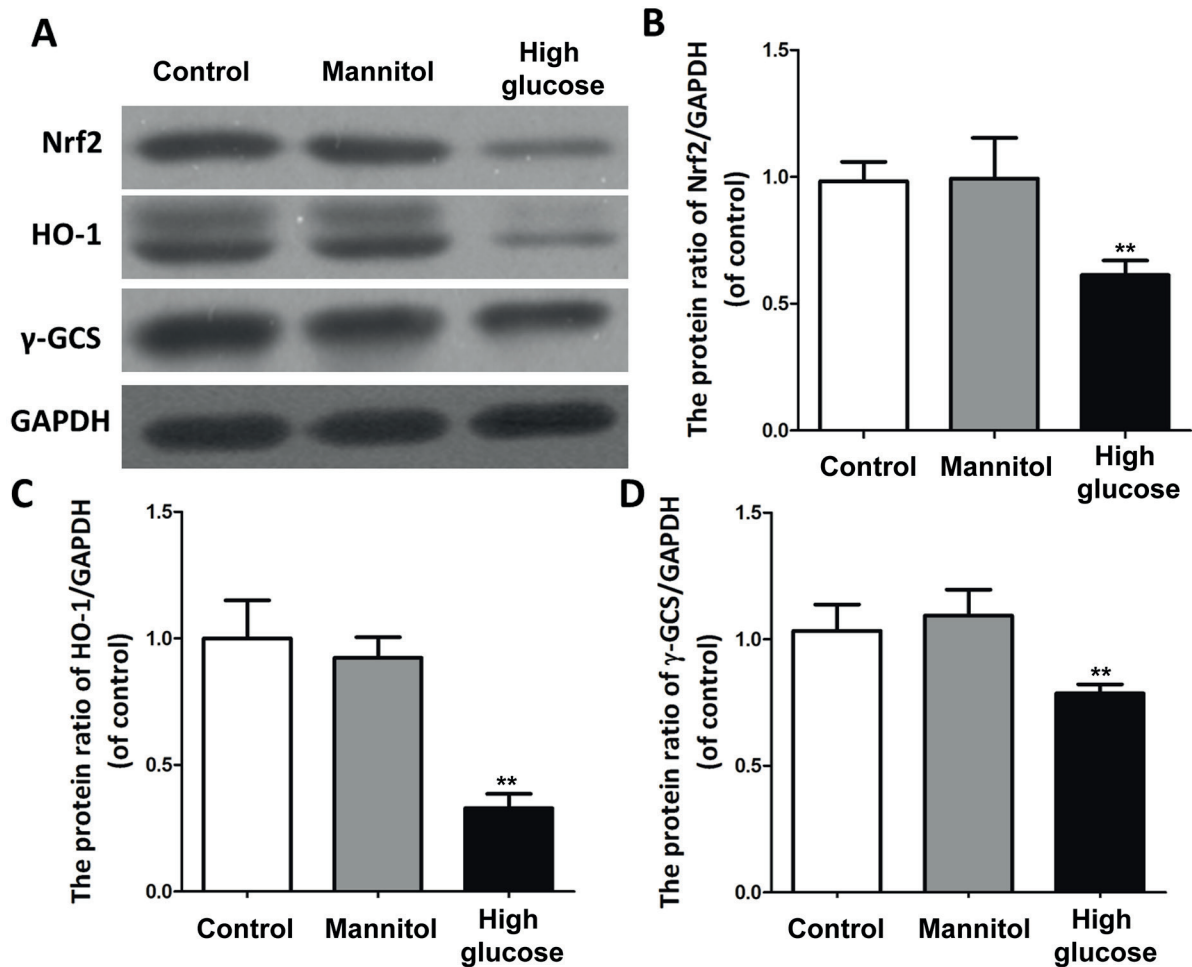 A
Control
Mannitol
High
glucose
Nrf2
HO-1
γ-GCS
GAPDH
B
The protein ratio of Nrf2/GAPDH
(of control)
1.5
1.0
0.5
0.0
**
Control
Mannitol
High
glucose
C
The protein ratio of HO-1/GAPDH
(of control)
1.5
1.0
0.5
0.0
**
Control
Mannitol
High
glucose
D
The protein ratio of γ-GCS/GAPDH
(of control)
1.5
1.0
0.5
0.0
**
Control
Mannitol
High
glucose